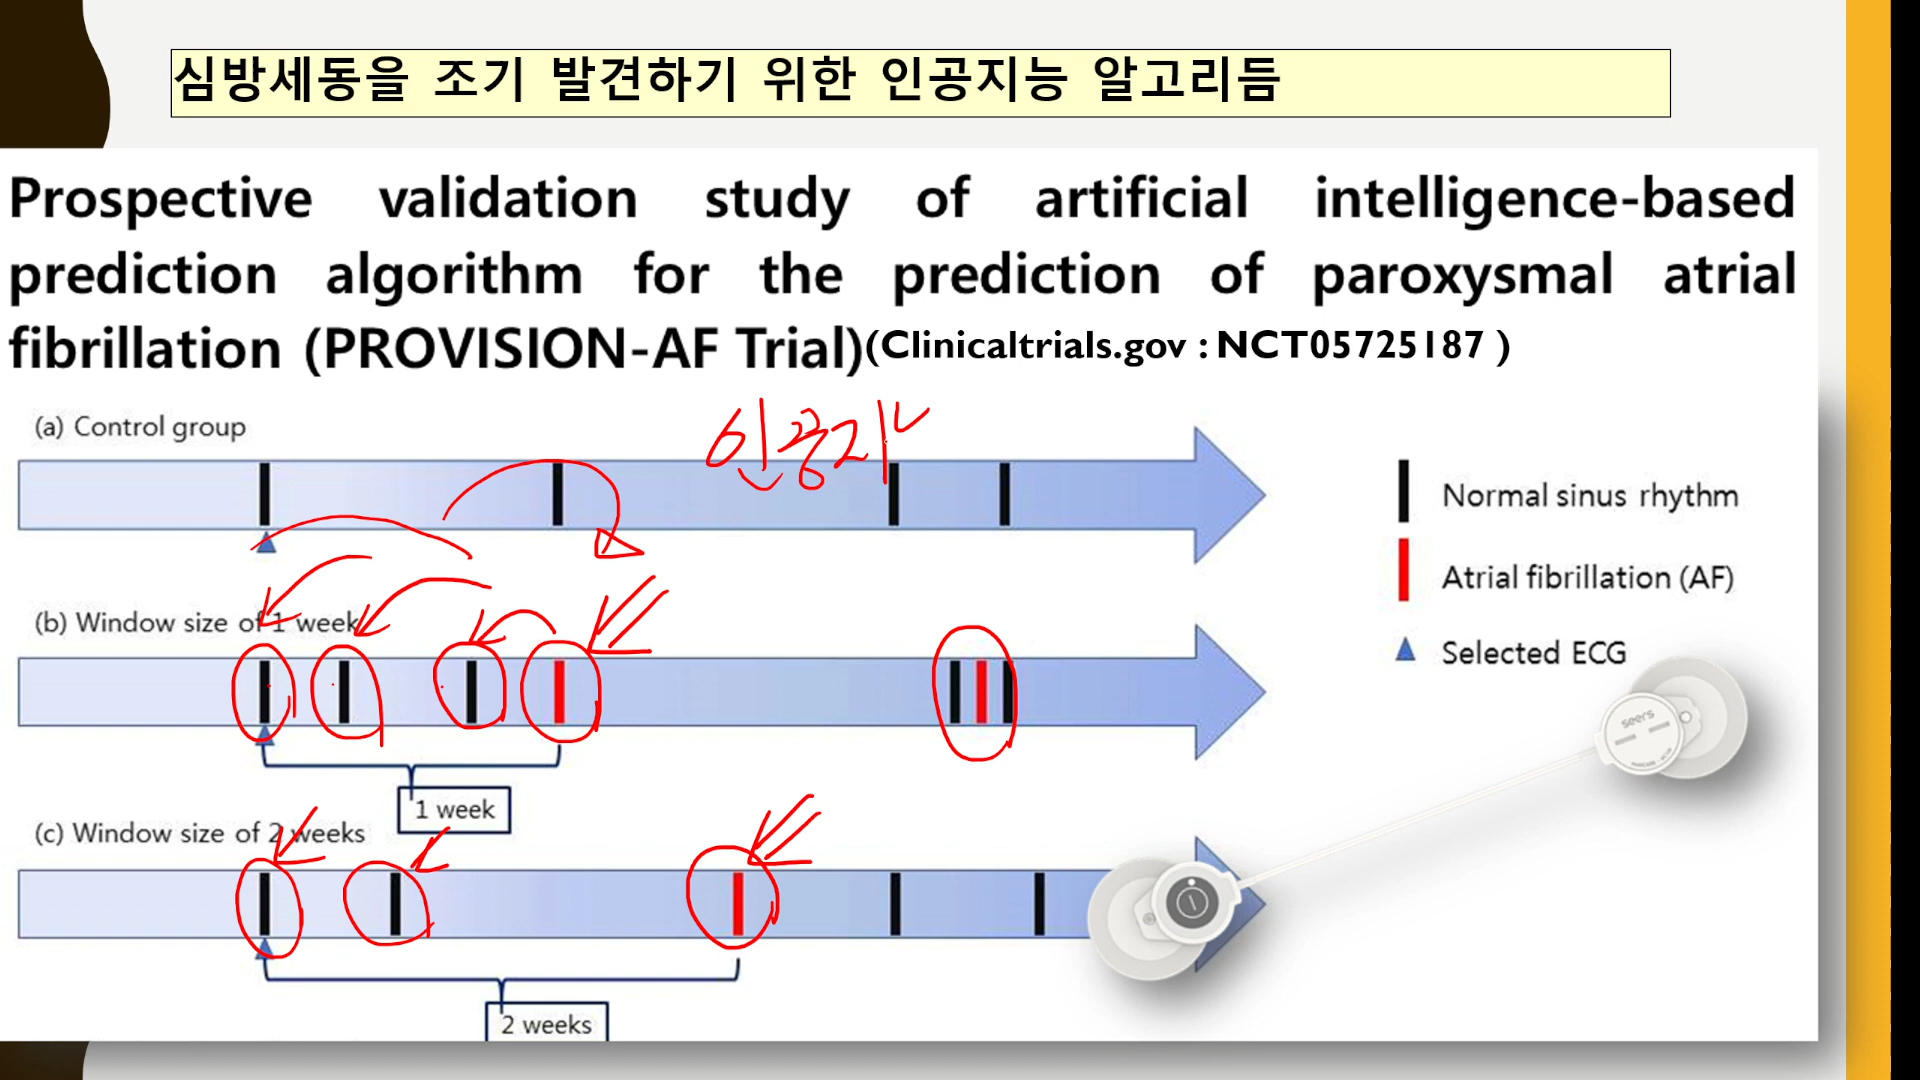 심방세동을 조기 발견하기 위한 인공지능 알고리듬
Prospective validation study of artificial intelligence-based
prediction algorithm for the prediction of paroxysmal atrial
fibrillation (PROVISION-AF Trial)(Clinicaltrials.gov : NCT05725187 )
(a) Control group
인공지
Normal sinus rhythm
Atrial fibrillation (AF)
Selected ECG
(b) Window size of 1 week
1 week
seers
(c) Window size of 2 weeks
2 weeks